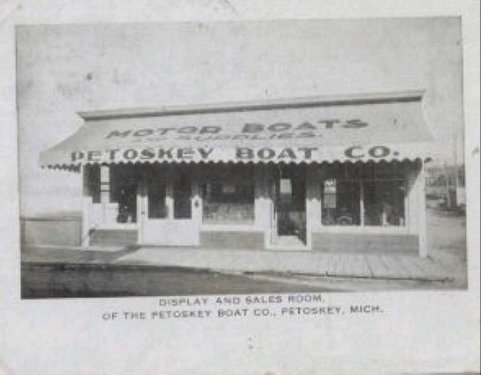 MOTOR BOATS
SUPPLIES
PETOSKEY BOAT CO.
DISPLAY AND SALES ROOM,
OF THE PETOSKEY BOAT CO., PETOSKEY, MICH.